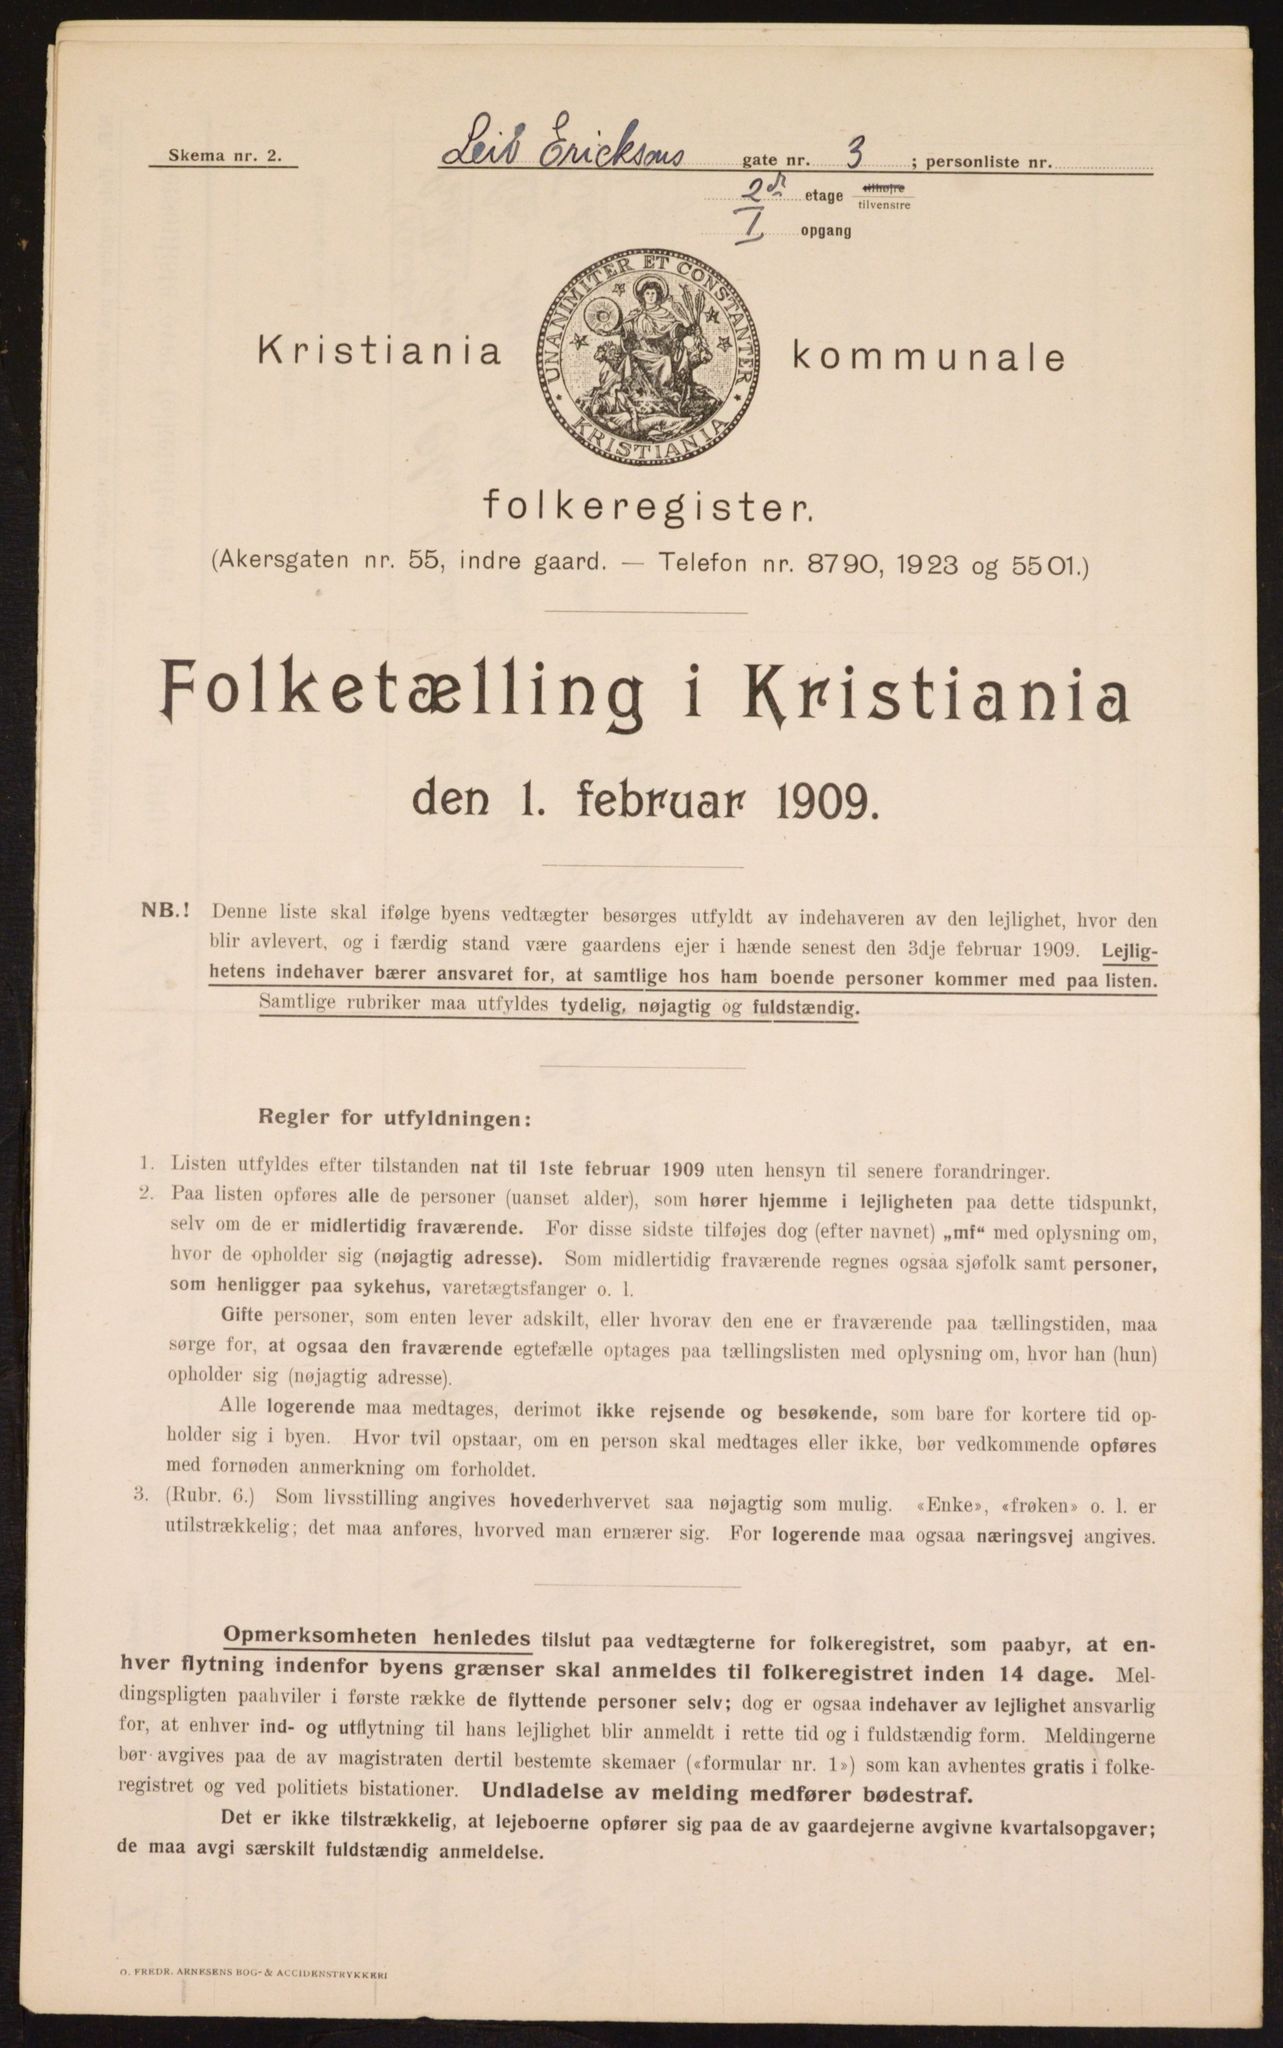 Skema nr. 2.
Leif Ericksons gate nr. 3 ; personliste nr.
2dn etage tilhøjre
tilvenstre
I opgang
UNANIMITER ET CONSTANTER
KRISTIANIA
Kristiania kommunale
folkeregister.
(Akersgaten nr. 55, indre gaard. — Telefon nr. 8790, 1923 og 5501.)
Folketælling i Kristiania
den 1. februar 1909.
NB.! Denne liste skal ifølge byens vedtægter besørges utfyldt av indehaveren av den lejlighet, hvor den
blir avlevert, og i færdig stand være gaardens ejer i hænde senest den 3dje februar 1909. Lejlig-
hetens indehaver bærer ansvaret for, at samtlige hos ham boende personer kommer med paa listen.
Samtlige rubriker maa utfyldes tydelig, nøjagtig og fuldstændig.
Regler for utfyldningen:
1. Listen utfyldes efter tilstanden nat til 1ste februar 1909 uten hensyn til senere forandringer.
2. Paa listen opføres alle de personer (uanset alder), som hører hjemme i lejligheten paa dette tidspunkt,
selv om de er midlertidig fraværende. For disse sidste tilføjes dog (efter navnet) „mf“ med oplysning om,
hvor de opholder sig (nøjagtig adresse). Som midlertidig fraværende regnes ogsaa sjøfolk samt personer,
som henligger paa sykehus, varetægtsfanger o. l.
Gifte personer, som enten lever adskilt, eller hvorav den ene er fraværende paa tællingstiden, maa
sørge for, at ogsaa den fraværende egtefælle optages paa tællingslisten med oplysning om, hvor han (hun)
opholder sig (nøjagtig adresse).
Alle logerende maa medtages, derimot ikke rejsende og besøkende, som bare for kortere tid op-
holder sig i byen. Hvor tvil opstaar, om en person skal medtages eller ikke, bør vedkommende opføres
med fornøden anmerkning om forholdet.
3. (Rubr. 6.) Som livsstilling angives hovederhvervet saa nøjagtig som mulig. «Enke», «frøken» o. l. er
utilstrækkelig; det maa anføres, hvorved man ernærer sig. For logerende maa ogsaa næringsvej angives.
Opmerksomheten henledes tilslut paa vedtægterne for folkeregistret, som paabyr, at en-
hver flytning indenfor byens grænser skal anmeldes til folkeregistret inden 14 dage. Mel-
dingspligten paahviler i første række de flyttende personer selv; dog er ogsaa indehaver av lejlighet ansvarlig
for, at enhver ind- og utflytning til hans lejlighet blir anmeldt i rette tid og i fuldstændig form. Meldingerne
bør avgives paa de av magistraten dertil bestemte skemaer («formular nr. 1») som kan avhentes gratis i folke-
registret og ved politiets bistationer. Undladelse av melding medfører bødestraf.
Det er ikke tilstrækkelig, at lejeboerne opfører sig paa de av gaardejerne avgivne kvartalsopgaver;
de maa avgi særskilt fuldstændig anmeldelse.
O. FREDR. ARNESENS BOG- & ACCIDENSTRYKKERI